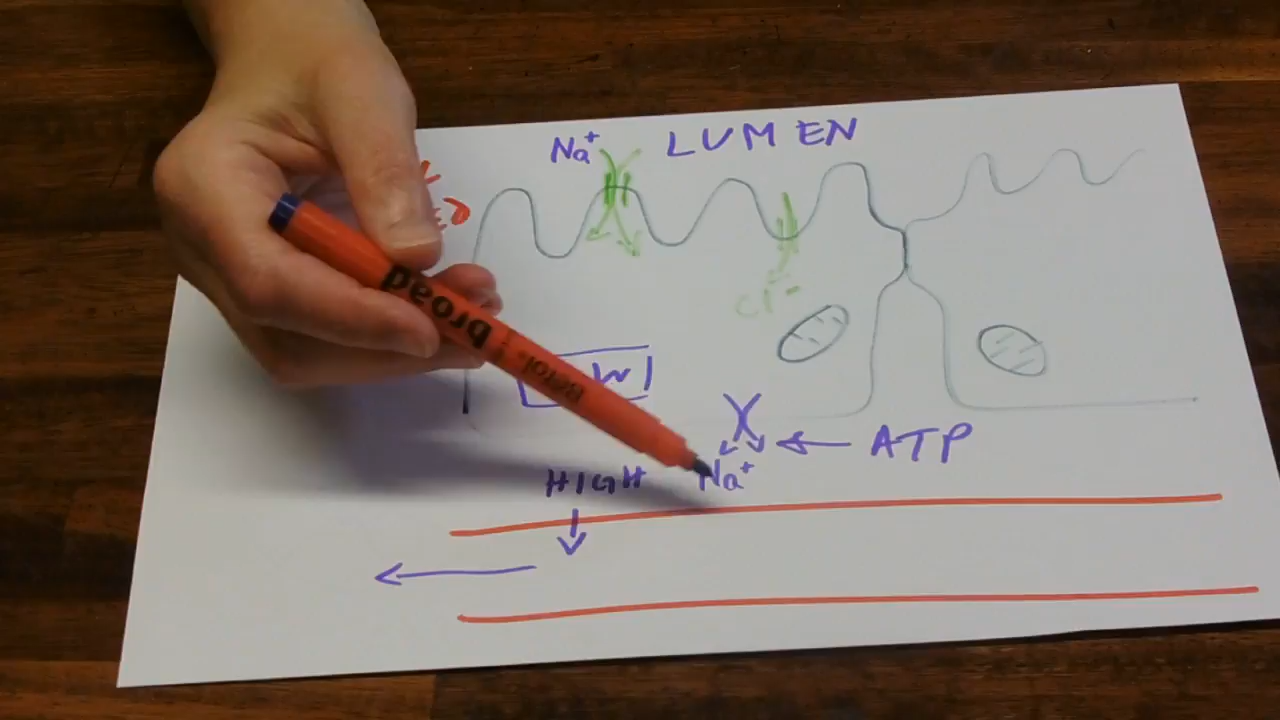 Na+ LUMEN
Cl-
broad
ATP
HIGH Na+